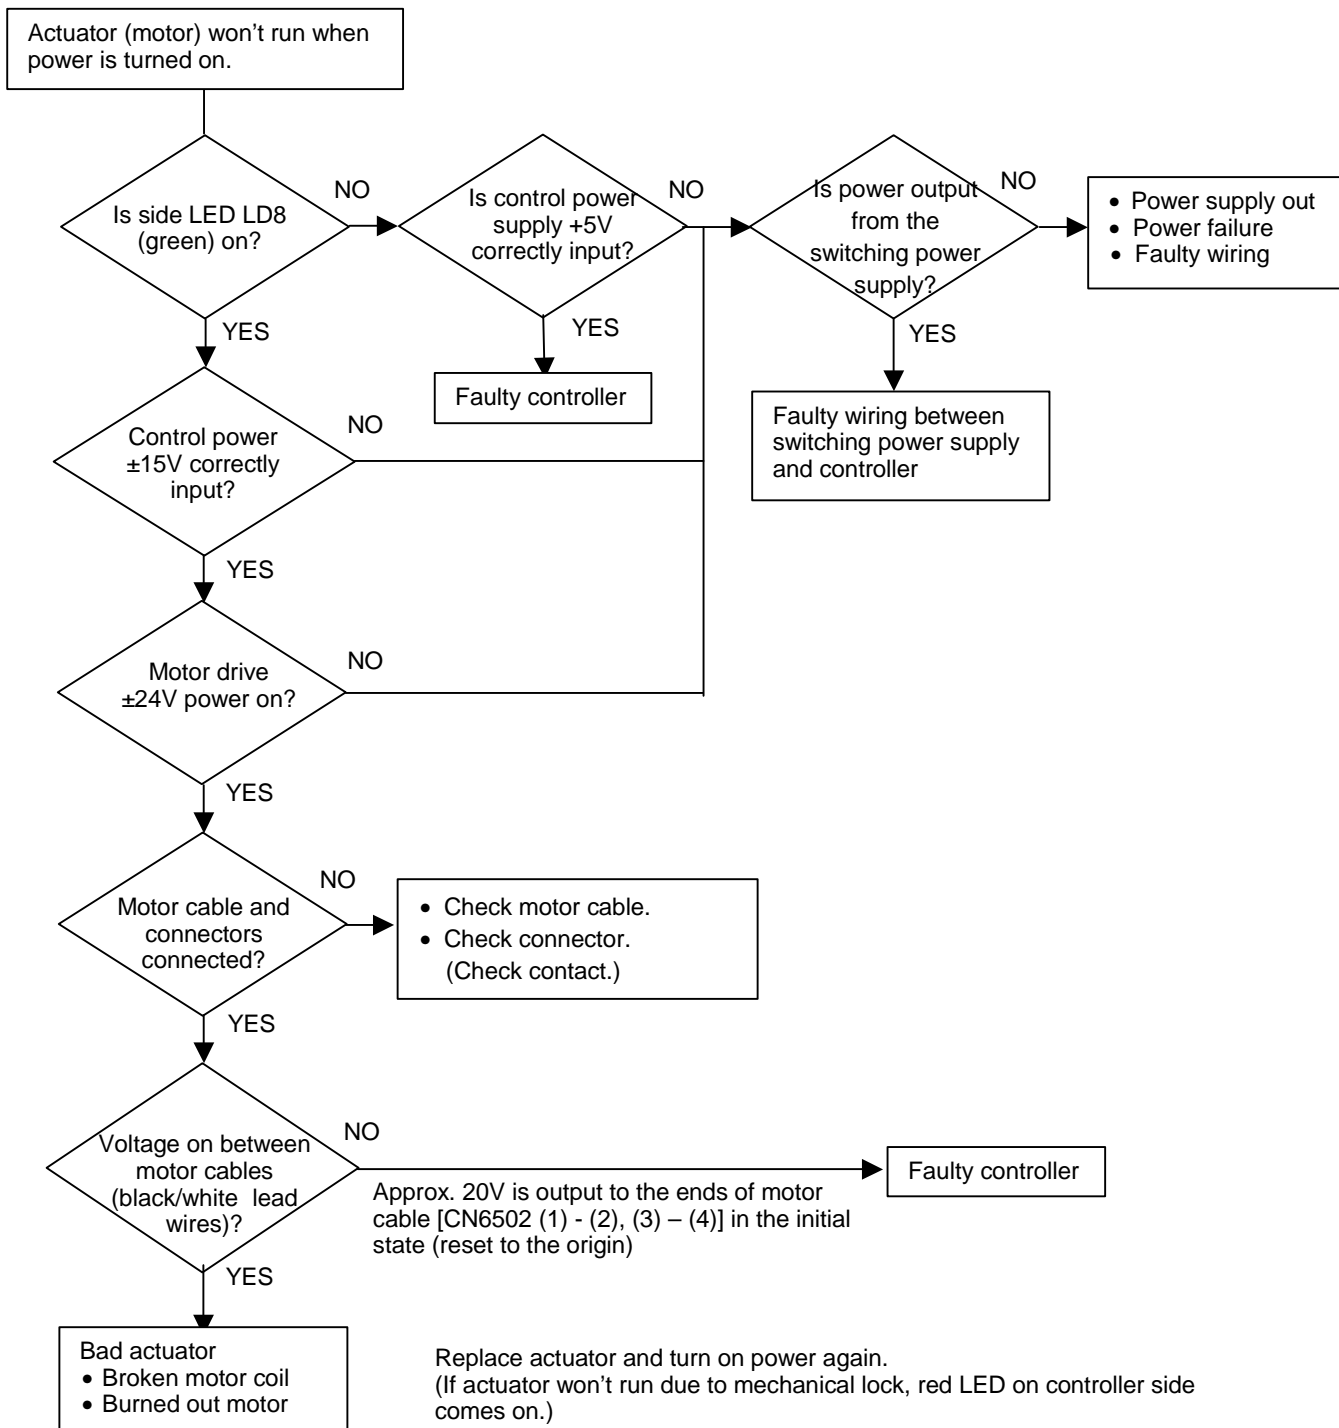 Actuator (motor) won't run when
power is turned on.
Is side LED LD8
(green) on?
NO
YES
Is control power
supply +5V
correctly input?
NO
YES
Faulty controller
Is power output
from the
switching power
supply?
NO
YES
• Power supply out
• Power failure
• Faulty wiring
Faulty wiring between
switching power supply
and controller
Control power
±15V correctly
input?
NO
YES
Motor drive
±24V power on?
NO
YES
Motor cable and
connectors
connected?
NO
YES
• Check motor cable.
• Check connector.
(Check contact.)
Voltage on between
motor cables
(black/white lead
wires)?
NO
YES
Approx. 20V is output to the ends of motor
cable [CN6502 (1) - (2), (3) – (4)] in the initial
state (reset to the origin)
Faulty controller
Bad actuator
• Broken motor coil
• Burned out motor
Replace actuator and turn on power again.
(If actuator won't run due to mechanical lock, red LED on controller side
comes on.)